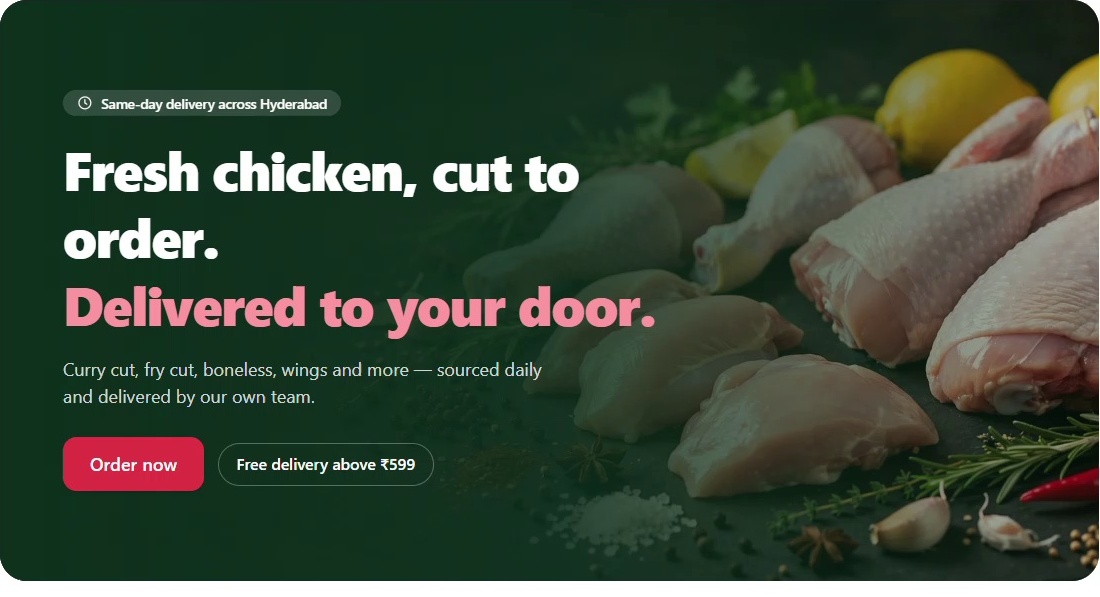 Same-day delivery across Hyderabad
Fresh chicken, cut to
order.
Delivered to your door.
Curry cut, fry cut, boneless, wings and more — sourced daily
and delivered by our own team.
Order now
Free delivery above ₹599